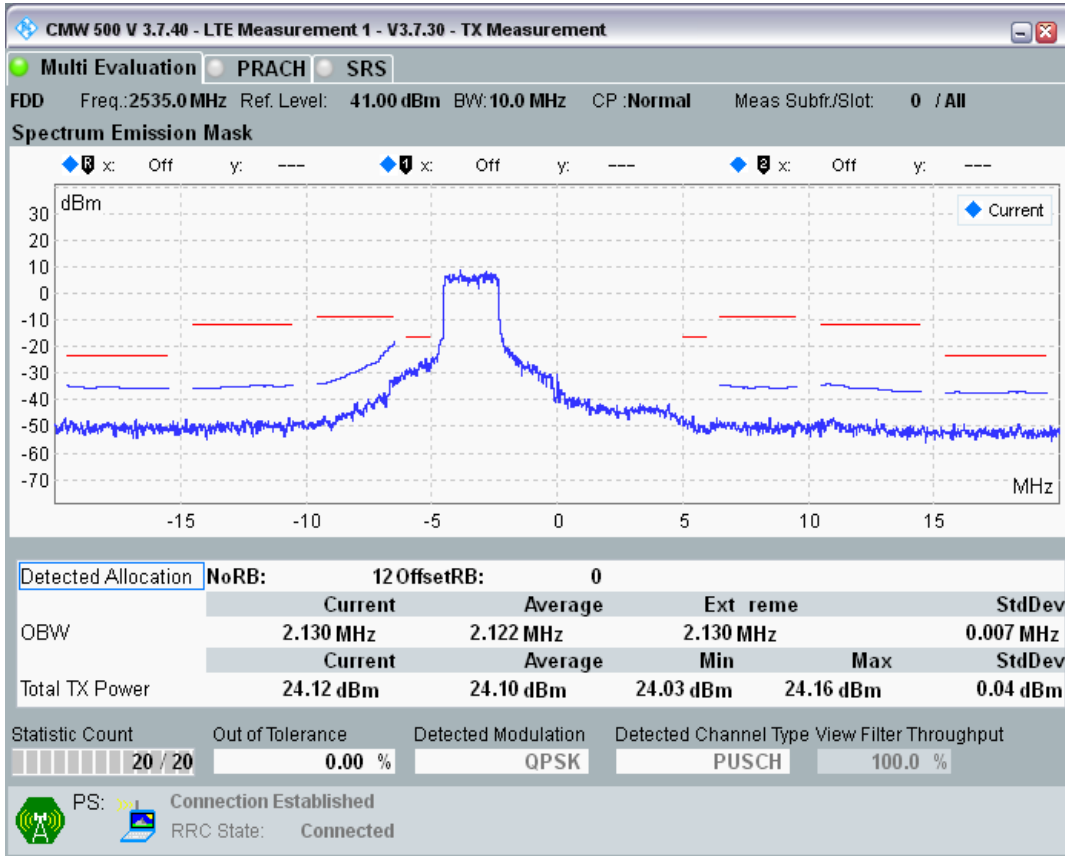 CMW 500 V 3.7.40 - LTE Measurement 1 - V3.7.30 - TX Measurement
Multi Evaluation PRACH SRS
FDD Freq.:2535.0 MHz Ref. Level: 41.00 dBm BW: 10.0 MHz CP :Normal Meas Subfr./Slot: 0 / All
Spectrum Emission Mask
R x: Off y: --- 1 x: Off y: --- 2 x: Off y: ---
dBm
Current
30
20
10
0
-10
-20
-30
-40
-50
-60
-70
MHz
-15 -10 -5 0 5 10 15
Detected Allocation NoRB: 12 OffsetRB: 0
Current Average Ext reme StdDev
OBW 2.130 MHz 2.122 MHz 2.130 MHz 0.007 MHz
Current Average Min Max StdDev
Total TX Power 24.12 dBm 24.10 dBm 24.03 dBm 24.16 dBm 0.04 dBm
Statistic Count Out of Tolerance Detected Modulation Detected Channel Type View Filter Throughput
20 / 20 0.00 % QPSK PUSCH 100.0 %
PS: Connection Established
RRC State: Connected